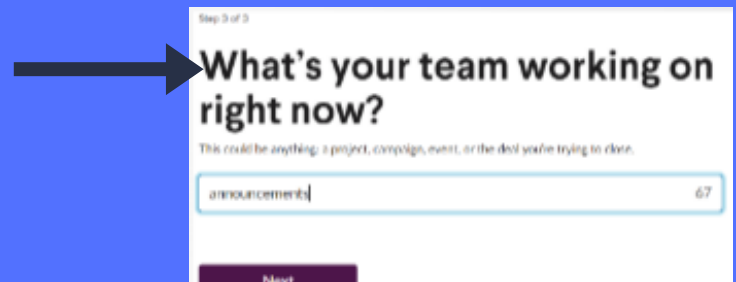 Step 3 of 3
What's your team working on
right now?
This could be anything: a project, campaign, event, or the deal you're trying to close.
announcements 67
Next